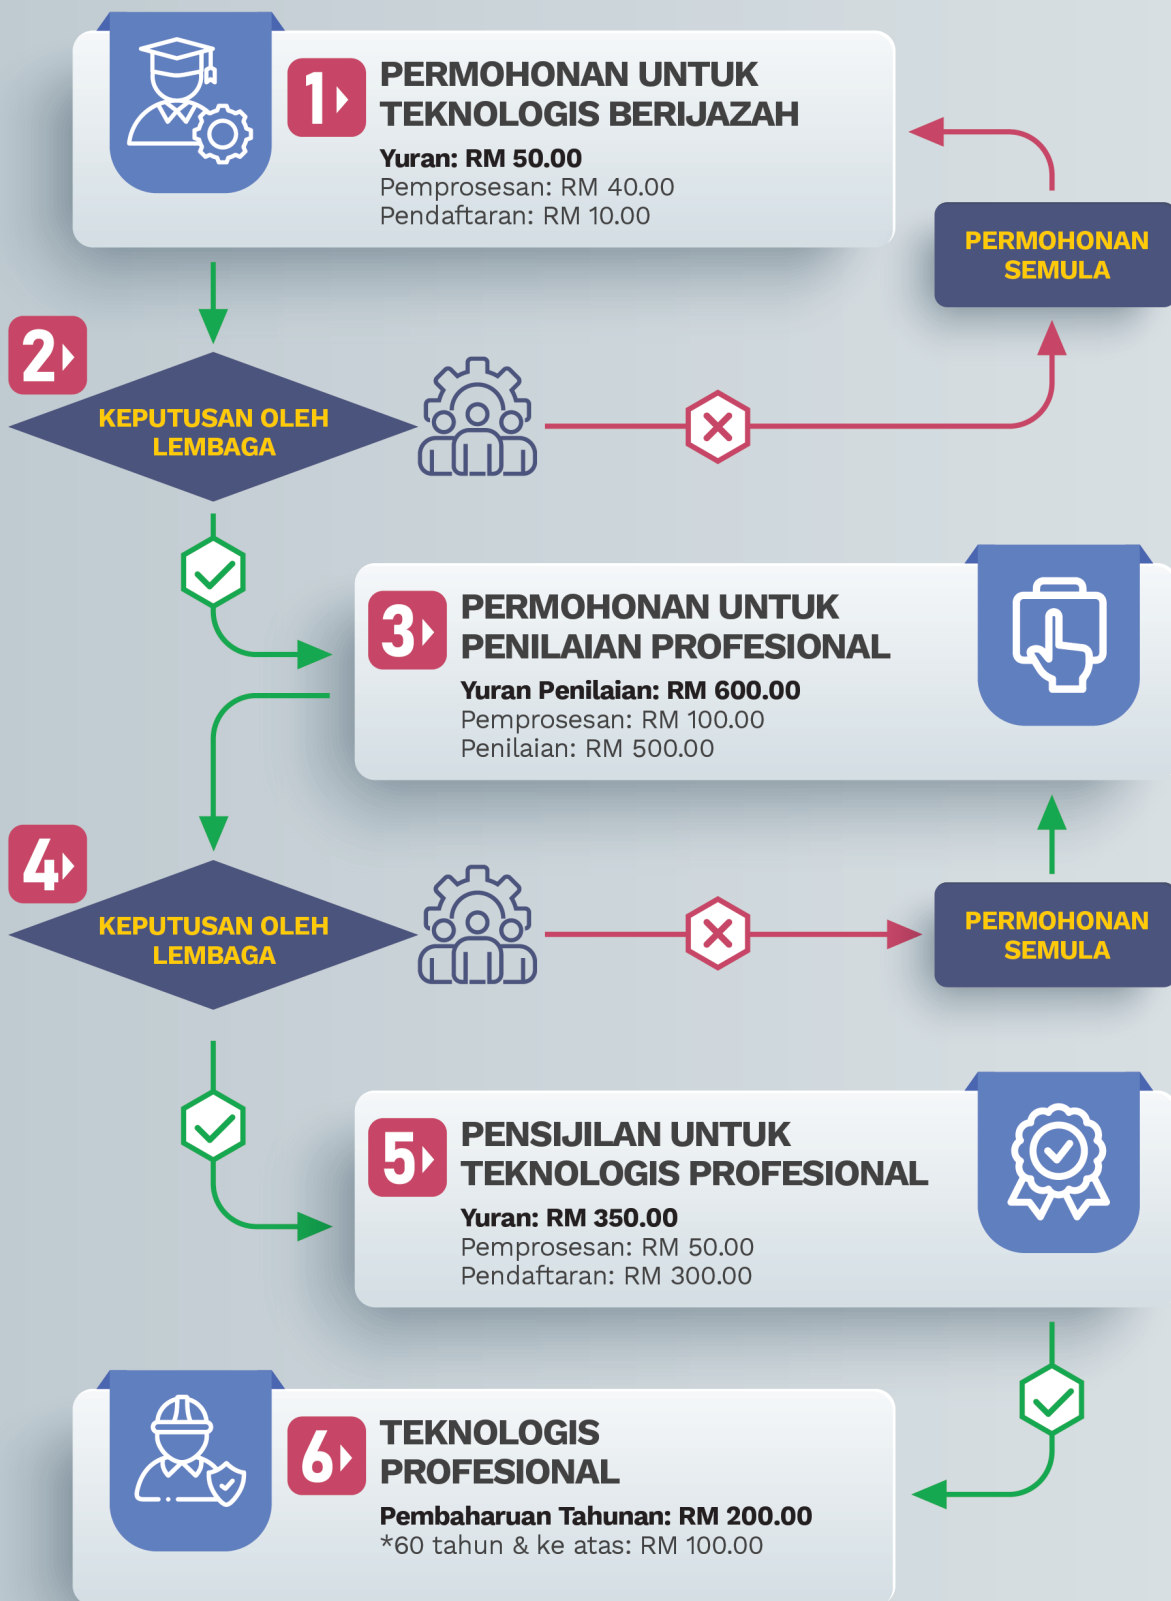 1
PERMOHONAN UNTUK
TEKNOLOGIS BERIJAZAH
Yuran: RM 50.00
Pemprosesan: RM 40.00
Pendaftaran: RM 10.00
PERMOHONAN
SEMULA
2
KEPUTUSAN OLEH
LEMBAGA
3
PERMOHONAN UNTUK
PENILAIAN PROFESIONAL
Yuran Penilaian: RM 600.00
Pemprosesan: RM 100.00
Penilaian: RM 500.00
4
KEPUTUSAN OLEH
LEMBAGA
PERMOHONAN
SEMULA
5
PENSIJILAN UNTUK
TEKNOLOGIS PROFESIONAL
Yuran: RM 350.00
Pemprosesan: RM 50.00
Pendaftaran: RM 300.00
6
TEKNOLOGIS
PROFESIONAL
Pembaharuan Tahunan: RM 200.00
*60 tahun & ke atas: RM 100.00